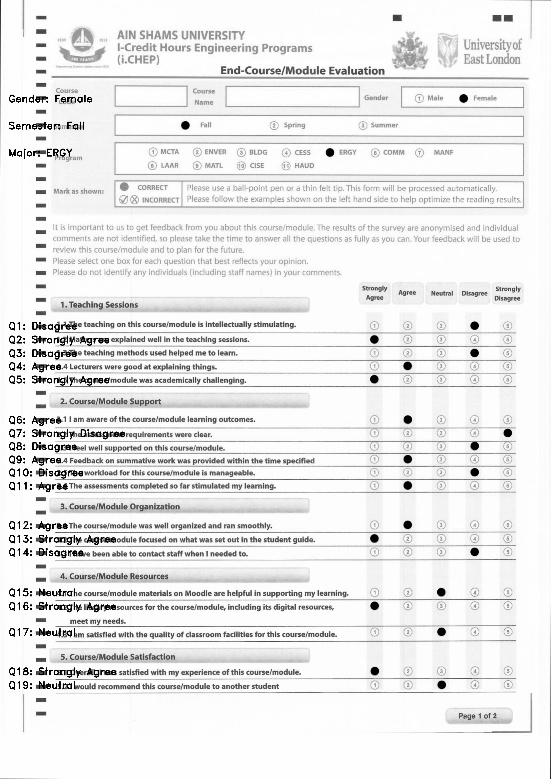 AIN SHAMS UNIVERSITY
I-Credit Hours Engineering Programs
(i.CHEP)
University of
East London
End-Course/Module Evaluation
Course
Course
Name
Gender
① Male
Female
Gender: Female
Semester: Fall
Fall
② Spring
③ Summer
Major: ERGY
Program
① MCTA ② ENVER ③ BLDG ④ CESS ERGY ⑥ COMM ⑦ MANF
⑧ LAAR ⑨ MATL ⑩ CISE ⑪ HAUD
Mark as shown:
CORRECT
Please use a ball-point pen or a thin felt tip. This form will be processed automatically.
INCORRECT
Please follow the examples shown on the left hand side to help optimize the reading results.
It is important to us to get feedback from you about this course/module. The results of the survey are anonymised and individual
comments are not identified, so please take the time to answer all the questions as fully as you can. Your feedback will be used to
review this course/module and to plan for the future.
Please select one box for each question that best reflects your opinion.
Please do not identify any individuals (including staff names) in your comments.
Strongly Agree
Agree
Neutral
Disagree
Strongly Disagree
1. Teaching Sessions
Q1: Disagree
The teaching on this course/module is intellectually stimulating.
① ② ③ ⑤
Q2: Strongly Agree
explained well in the teaching sessions.
② ③ ④ ⑤
Q3: Disagree
The teaching methods used helped me to learn.
① ② ③ ⑤
Q4: Agree
.4 Lecturers were good at explaining things.
① ③ ④ ⑤
Q5: Strongly Agree
module was academically challenging.
② ③ ④ ⑤
2. Course/Module Support
Q6: Agree
.1 I am aware of the course/module learning outcomes.
① ③ ④ ⑤
Q7: Strongly Disagree
requirements were clear.
① ② ③ ④
Q8: Disagree
feel well supported on this course/module.
① ② ③ ⑤
Q9: Agree
.4 Feedback on summative work was provided within the time specified
① ③ ④ ⑤
Q10: Disagree
workload for this course/module is manageable.
① ② ③ ⑤
Q11: Agree
The assessments completed so far stimulated my learning.
① ③ ④ ⑤
3. Course/Module Organization
Q12: Agree
The course/module was well organized and ran smoothly.
① ③ ④ ⑤
Q13: Strongly Agree
module focused on what was set out in the student guide.
② ③ ④ ⑤
Q14: Disagree
have been able to contact staff when I needed to.
① ② ③ ⑤
4. Course/Module Resources
Q15: Neutral
The course/module materials on Moodle are helpful in supporting my learning.
① ② ④ ⑤
Q16: Strongly Agree
resources for the course/module, including its digital resources,
meet my needs.
② ③ ④ ⑤
Q17: Neutral
I am satisfied with the quality of classroom facilities for this course/module.
① ② ④ ⑤
5. Course/Module Satisfaction
Q18: Strongly Agree
satisfied with my experience of this course/module.
② ③ ④ ⑤
Q19: Neutral
would recommend this course/module to another student
① ② ④ ⑤
Page 1 of 2